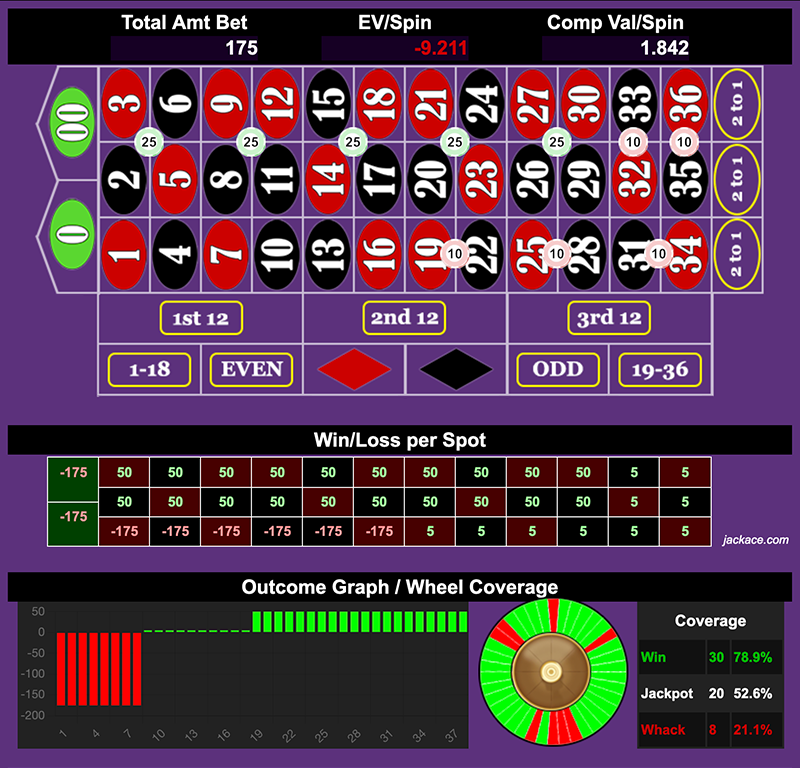 Total Amt Bet EV/Spin Comp Val/Spin
175 -9.211 1.842
00 3 6 9 12 15 18 21 24 27 30 33 36 2 to 1
25 25 25 25 25 10 10
2 5 8 11 14 17 20 23 26 29 32 35 2 to 1
0 1 4 7 10 13 16 19 22 25 28 31 34 2 to 1
10 10 10
1st 12 2nd 12 3rd 12
1-18 EVEN ODD 19-36
Win/Loss per Spot
-175 50 50 50 50 50 50 50 50 50 50 5 5
50 50 50 50 50 50 50 50 50 50 5 5
-175 -175 -175 -175 -175 -175 -175 5 5 5 5 5 5
jackace.com
Outcome Graph / Wheel Coverage
50
0
-50
-100
-150
-200
1 4 7 10 13 16 19 22 25 28 31 34 37
Coverage
Win 30 78.9%
Jackpot 20 52.6%
Whack 8 21.1%